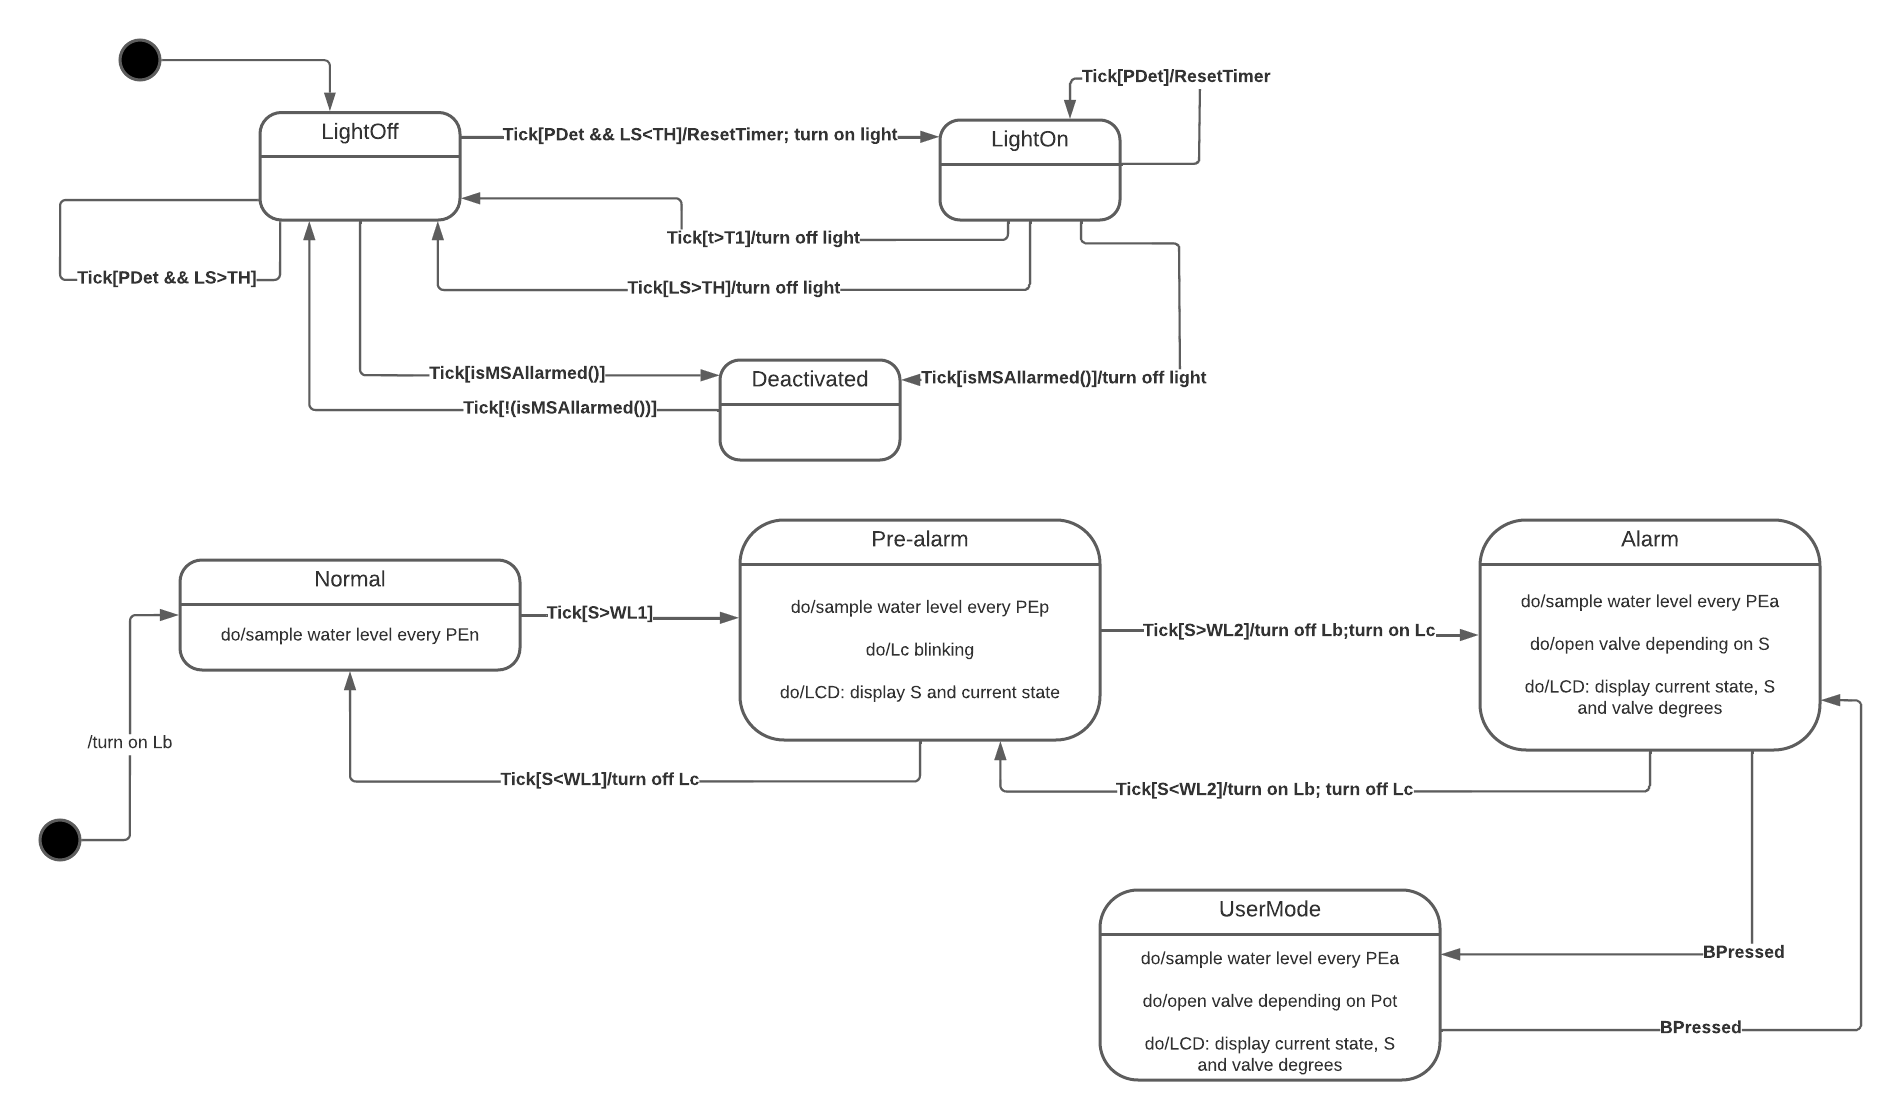 Tick[PDet]/ResetTimer
LightOff
Tick[PDet && LS<TH]/ResetTimer; turn on light
LightOn
Tick[t>T1]/turn off light
Tick[PDet && LS>TH]
Tick[LS>TH]/turn off light
Tick[isMSAllarmed()]
Deactivated
Tick[isMSAllarmed()]/turn off light
Tick[!(isMSAllarmed())]
Normal
do/sample water level every PEn
Tick[S>WL1]
Pre-alarm
do/sample water level every PEp
do/Lc blinking
do/LCD: display S and current state
Tick[S>WL2]/turn off Lb;turn on Lc
Alarm
do/sample water level every PEa
do/open valve depending on S
do/LCD: display current state, S
and valve degrees
/turn on Lb
Tick[S<WL1]/turn off Lc
Tick[S<WL2]/turn on Lb; turn off Lc
UserMode
do/sample water level every PEa
do/open valve depending on Pot
do/LCD: display current state, S
and valve degrees
BPressed
BPressed